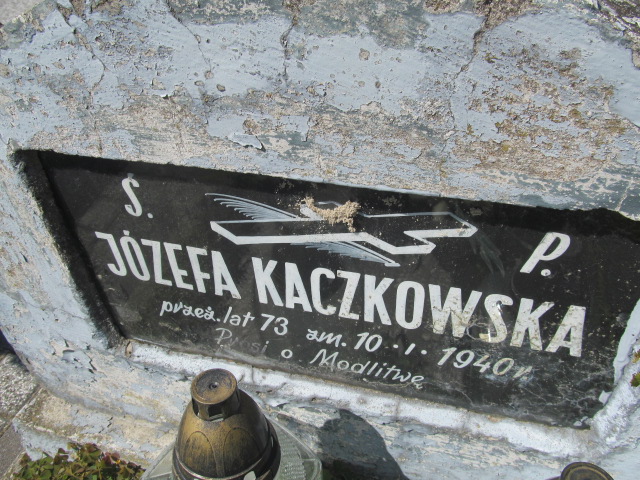 Ś. P.
JÓZEFA KACZKOWSKA
przeż. lat 73 zm. 10.I.1940 r.
Prosi o Modlitwę